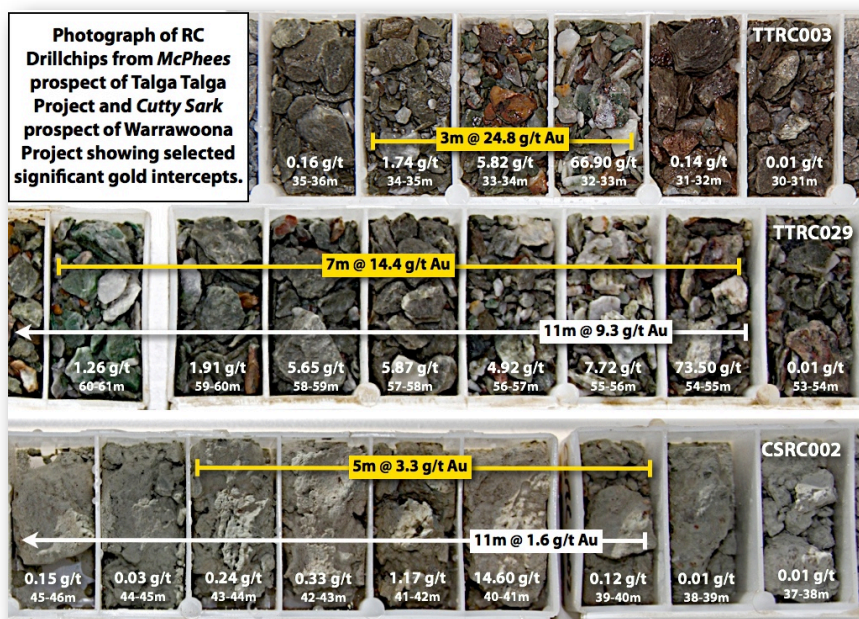 Photograph of RC
Drillchips from McPhees
prospect of Talga Talga
Project and Cutty Sark
prospect of Warrawoona
Project showing selected
significant gold intercepts.
TTRC003
3m @ 24.8 g/t Au
0.16 g/t 1.74 g/t 5.82 g/t 66.90 g/t 0.14 g/t 0.01 g/t
35-36m 34-35m 33-34m 32-33m 31-32m 30-31m
TTRC029
7m @ 14.4 g/t Au
11m @ 9.3 g/t Au
1.26 g/t 1.91 g/t 5.65 g/t 5.87 g/t 4.92 g/t 7.72 g/t 73.50 g/t 0.01 g/t
60-61m 59-60m 58-59m 57-58m 56-57m 55-56m 54-55m 53-54m
CSRC002
5m @ 3.3 g/t Au
11m @ 1.6 g/t Au
0.15 g/t 0.03 g/t 0.24 g/t 0.33 g/t 1.17 g/t 14.60 g/t 0.12 g/t 0.01 g/t 0.01 g/t
45-46m 44-45m 43-44m 42-43m 41-42m 40-41m 39-40m 38-39m 37-38m